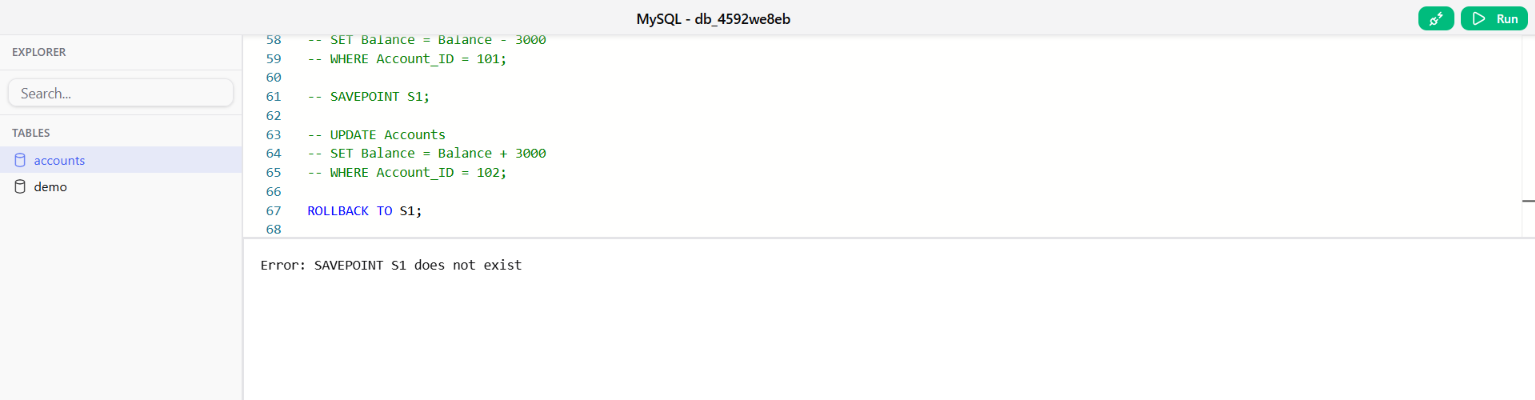 MySQL - db_4592we8eb
Run
EXPLORER
Search...
TABLES
accounts
demo
58 -- SET Balance = Balance - 3000
59 -- WHERE Account_ID = 101;
60
61 -- SAVEPOINT S1;
62
63 -- UPDATE Accounts
64 -- SET Balance = Balance + 3000
65 -- WHERE Account_ID = 102;
66
67 ROLLBACK TO S1;
68
Error: SAVEPOINT S1 does not exist